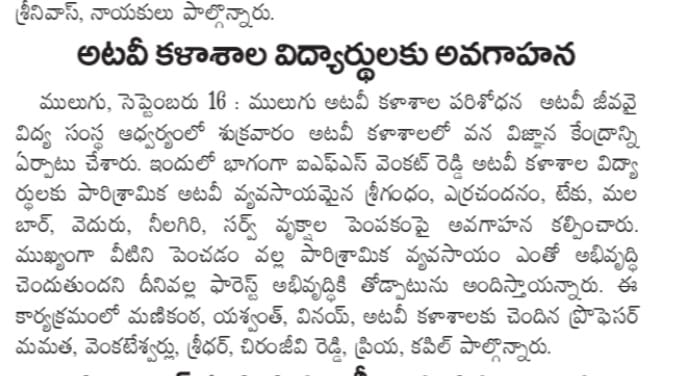 శ్రీనివాస్, నాయకులు పాల్గొన్నారు.
అటవీ కళాశాల విద్యార్థులకు అవగాహన
ములుగు, సెప్టెంబరు 16 : ములుగు అటవీ కళాశాల పరిశోధన అటవీ జీవవై
విద్య సంస్థ ఆధ్వర్యంలో శుక్రవారం అటవీ కళాశాలలో వన విజ్ఞాన కేంద్రాన్ని
ఏర్పాటు చేశారు. ఇందులో భాగంగా ఐఎఫ్ఎస్ వెంకట్ రెడ్డి అటవీ కళాశాల విద్యా
ర్థులకు పారిశ్రామిక అటవీ వ్యవసాయమైన శ్రీగంధం, ఎర్రచందనం, టేకు, మల
బార్, వెదురు, నీలగిరి, సర్వ్ వృక్షాల పెంపకంపై అవగాహన కల్పించారు.
ముఖ్యంగా వీటిని పెంచడం వల్ల పారిశ్రామిక వ్యవసాయం ఎంతో అభివృద్ధి
చెందుతుందని దీనివల్ల ఫారెస్ట్ అభివృద్ధికి తోడ్పాటును అందిస్తాయన్నారు. ఈ
కార్యక్రమంలో మణికంఠ, యశ్వంత్, వినయ్, అటవీ కళాశాలకు చెందిన ప్రొఫెసర్
మమత, వెంకటేశ్వర్లు, శ్రీధర్, చిరంజీవి రెడ్డి, ప్రియ, కపిల్ పాల్గొన్నారు.